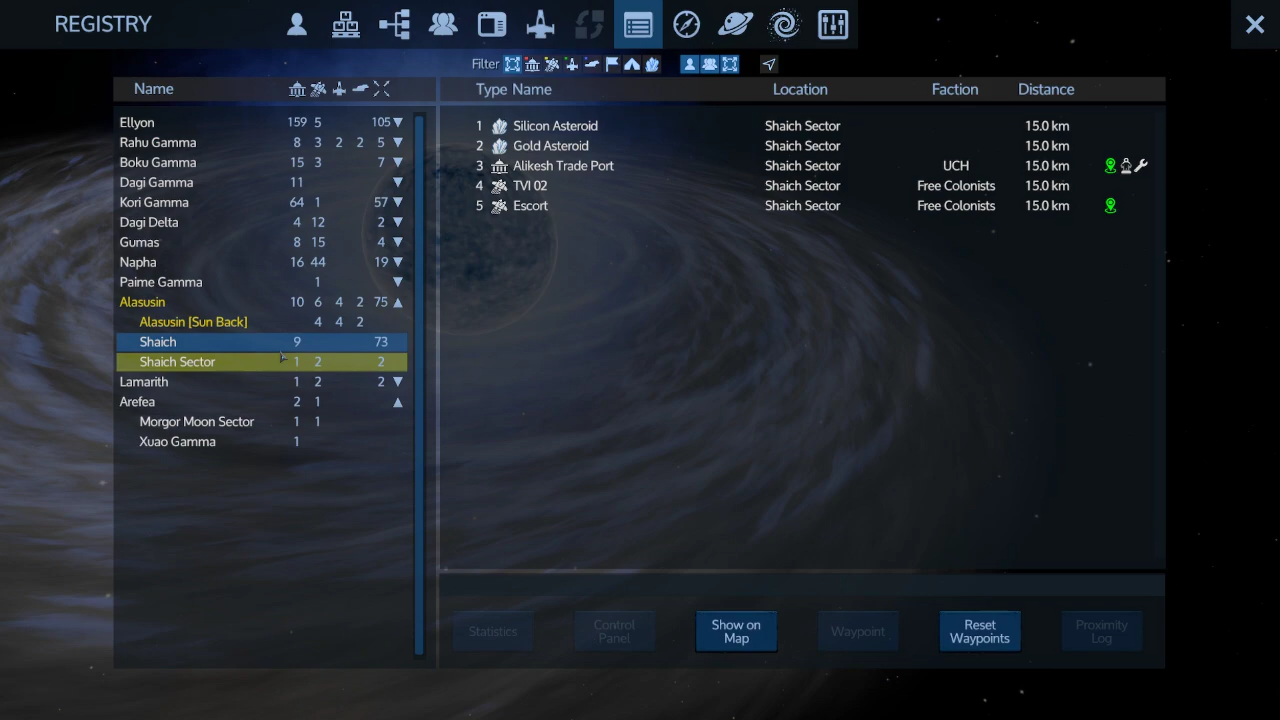 REGISTRY
Filter
Name
Type Name Location Faction Distance
Ellyon 159 5 105
Rahu Gamma 8 3 2 2 5
Boku Gamma 15 3 7
Dagi Gamma 11
Kori Gamma 64 1 57
Dagi Delta 4 12 2
Gumas 8 15 4
Napha 16 44 19
Paime Gamma 1
Alasusin 10 6 4 2 75
Alasusin [Sun Back] 4 4 2
Shaich 9 73
Shaich Sector 1 2 2
Lamarith 1 2 2
Arefea 2 1
Morgor Moon Sector 1 1
Xuao Gamma 1
1 Silicon Asteroid Shaich Sector 15.0 km
2 Gold Asteroid Shaich Sector 15.0 km
3 Alikesh Trade Port Shaich Sector UCH 15.0 km
4 TVI 02 Shaich Sector Free Colonists 15.0 km
5 Escort Shaich Sector Free Colonists 15.0 km
Statistics
Control
Panel
Show on
Map
Waypoint
Reset
Waypoints
Proximity
Log